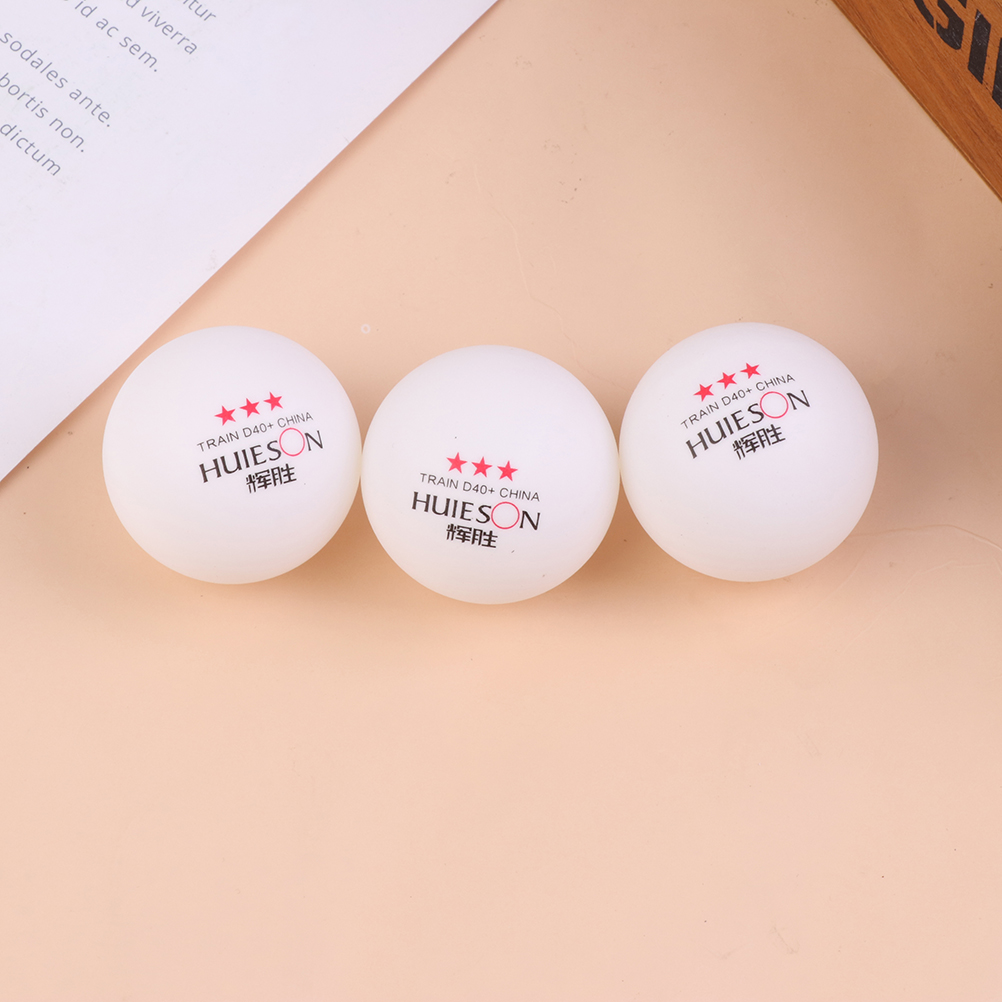 viverra
id ac sem.
sodales ante.
bortis non.
dictum
★★★
TRAIN D40+ CHINA
HUIESON
辉胜
★★★
TRAIN D40+ CHINA
HUIESON
辉胜
★★★
TRAIN D40+ CHINA
HUIESON
辉胜